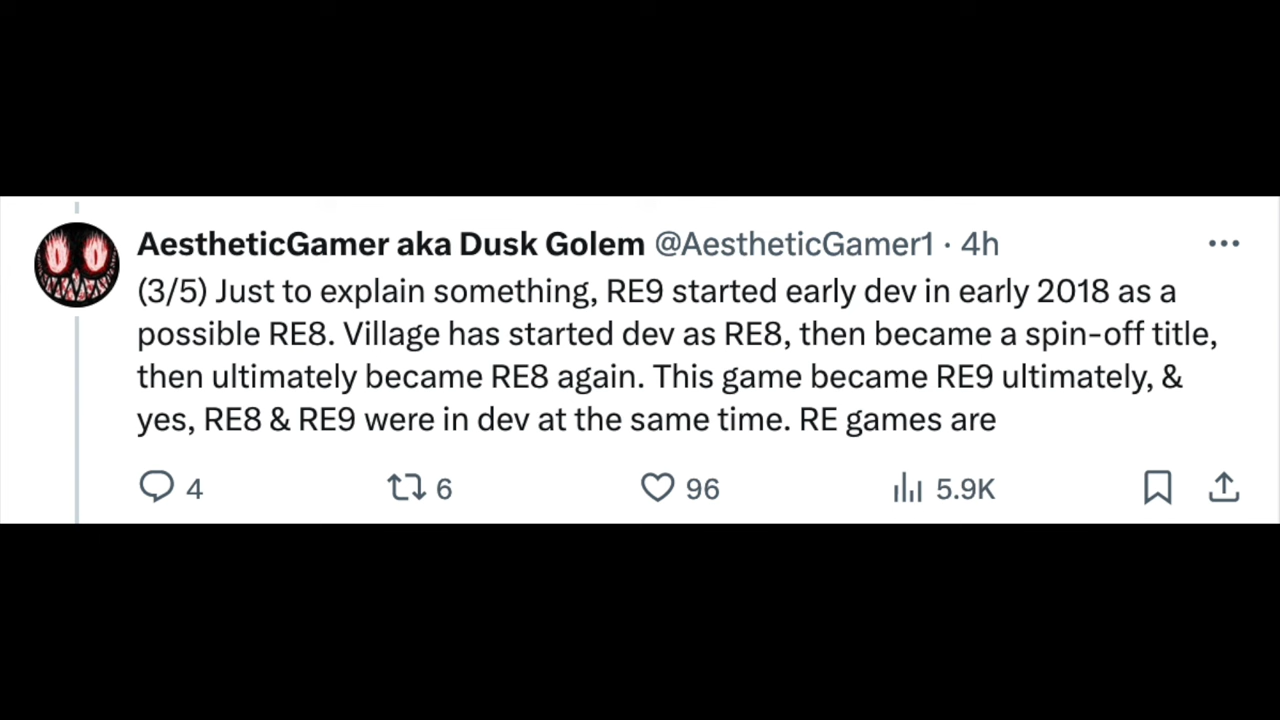 AestheticGamer aka Dusk Golem @AestheticGamer1 · 4h
(3/5) Just to explain something, RE9 started early dev in early 2018 as a
possible RE8. Village has started dev as RE8, then became a spin-off title,
then ultimately became RE8 again. This game became RE9 ultimately, &
yes, RE8 & RE9 were in dev at the same time. RE games are
4 6 96 5.9K